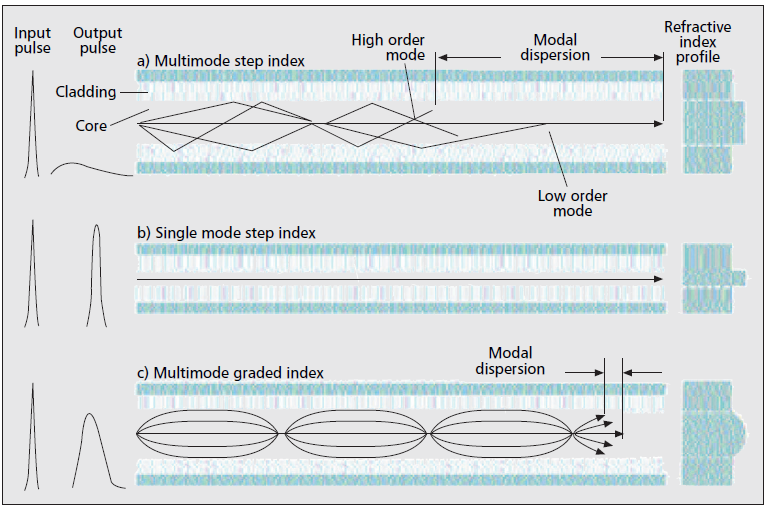 Input
pulse
Output
pulse
a) Multimode step index
High order
mode
Modal
dispersion
Refractive
index
profile
Cladding
Core
Low order
mode
b) Single mode step index
c) Multimode graded index
Modal
dispersion